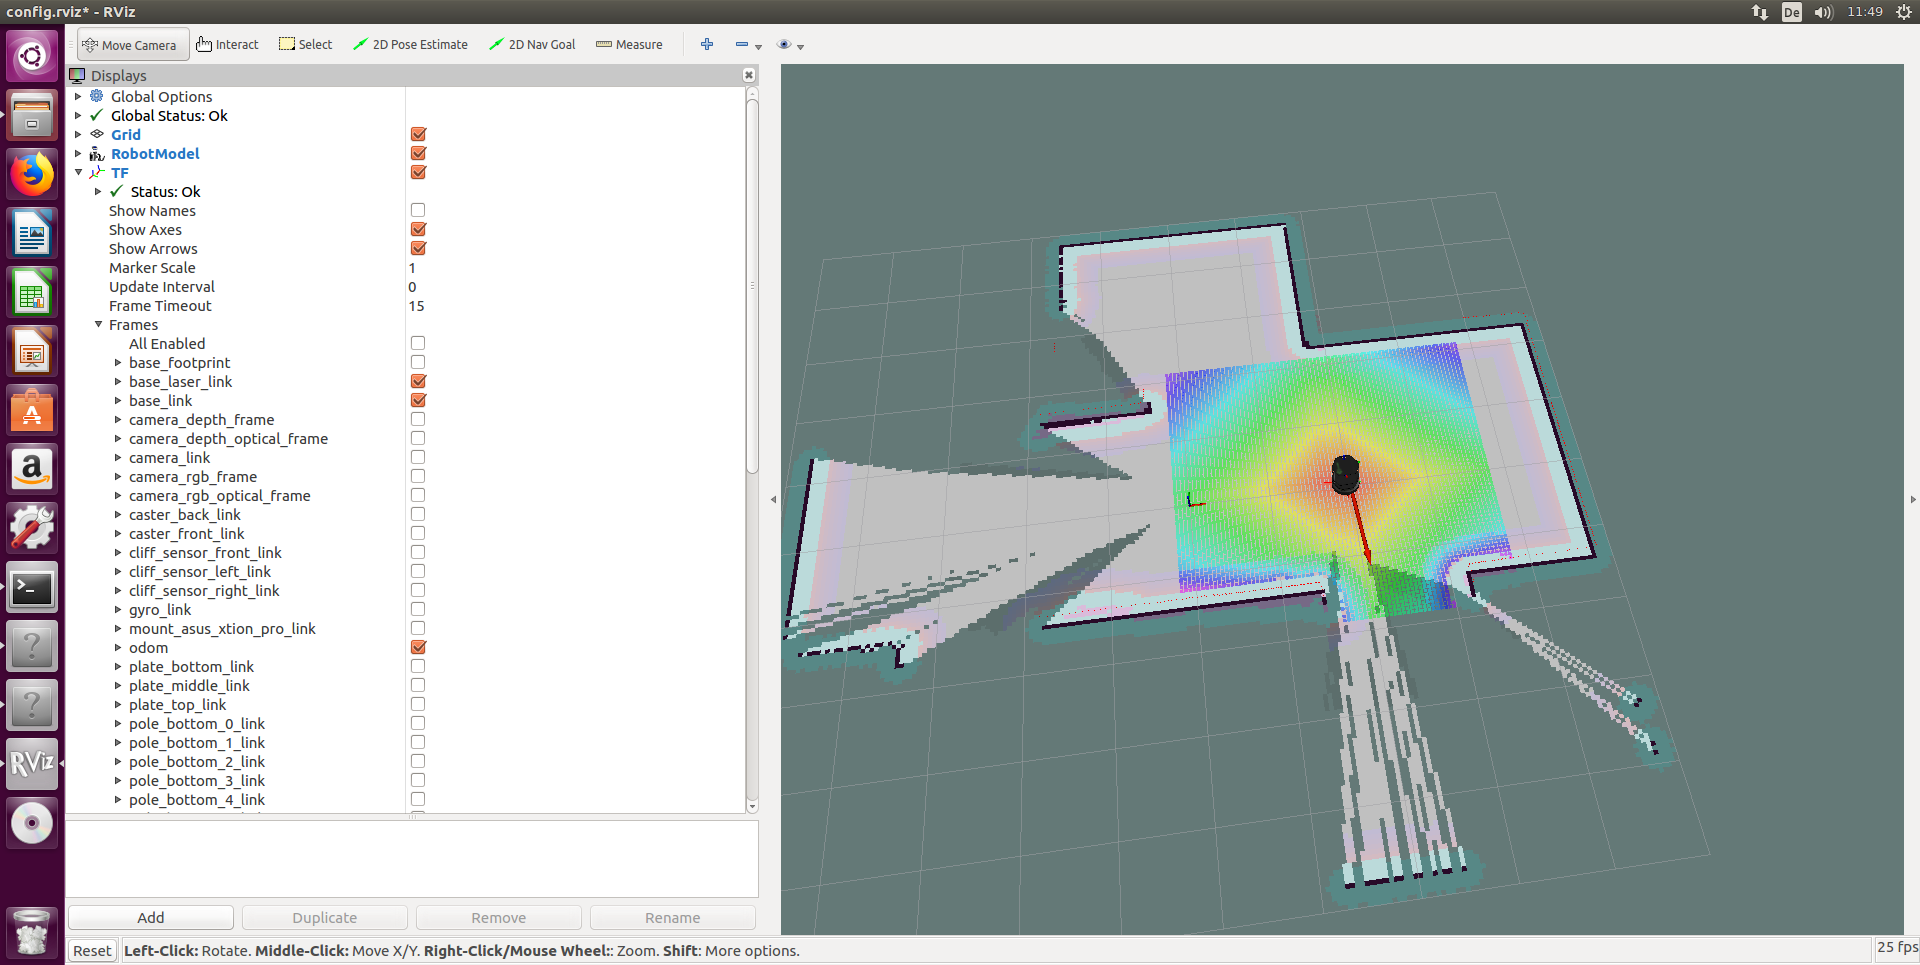 config.rviz* - RViz
De
11:49
Move Camera
Interact
Select
2D Pose Estimate
2D Nav Goal
Measure
Displays
Global Options
Global Status: Ok
Grid
RobotModel
TF
Status: Ok
Show Names
Show Axes
Show Arrows
Marker Scale 1
Update Interval 0
Frame Timeout 15
Frames
All Enabled
base_footprint
base_laser_link
base_link
camera_depth_frame
camera_depth_optical_frame
camera_link
camera_rgb_frame
camera_rgb_optical_frame
caster_back_link
caster_front_link
cliff_sensor_front_link
cliff_sensor_left_link
cliff_sensor_right_link
gyro_link
mount_asus_xtion_pro_link
odom
plate_bottom_link
plate_middle_link
plate_top_link
pole_bottom_0_link
pole_bottom_1_link
pole_bottom_2_link
pole_bottom_3_link
pole_bottom_4_link
RViz
Add
Duplicate
Remove
Rename
Reset
Left-Click: Rotate. Middle-Click: Move X/Y. Right-Click/Mouse Wheel:: Zoom. Shift: More options.
25 fps